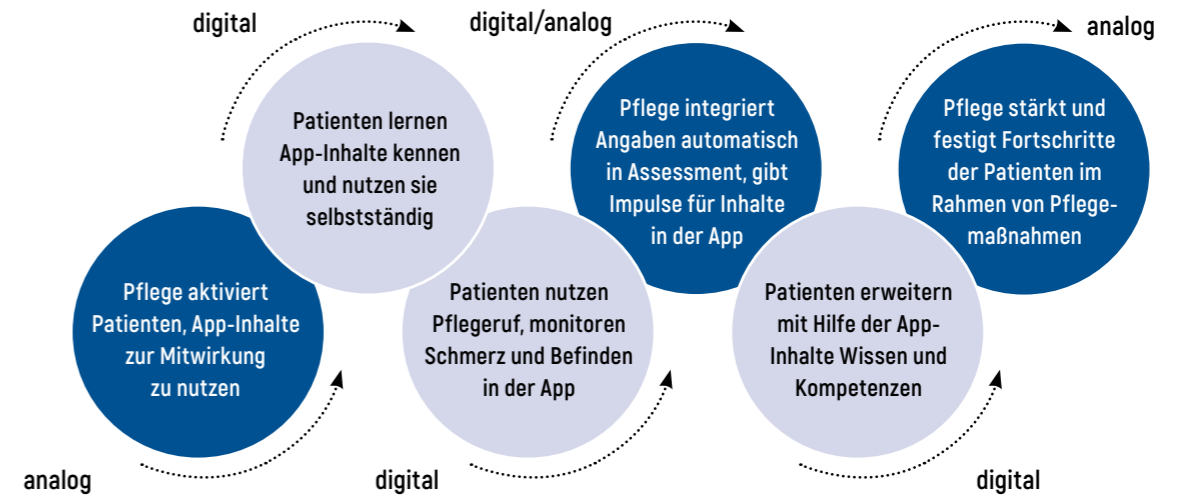 analog
Pflege aktiviert
Patienten, App-Inhalte
zur Mitwirkung
zu nutzen
digital
Patienten lernen
App-Inhalte kennen
und nutzen sie
selbstständig
digital
Patienten nutzen
Pflegeruf, monitoren
Schmerz und Befinden
in der App
digital/analog
Pflege integriert
Angaben automatisch
in Assessment, gibt
Impulse für Inhalte
in der App
digital
Patienten erweitern
mit Hilfe der App-
Inhalte Wissen und
Kompetenzen
analog
Pflege stärkt und
festigt Fortschritte
der Patienten im
Rahmen von Pflege-
maßnahmen